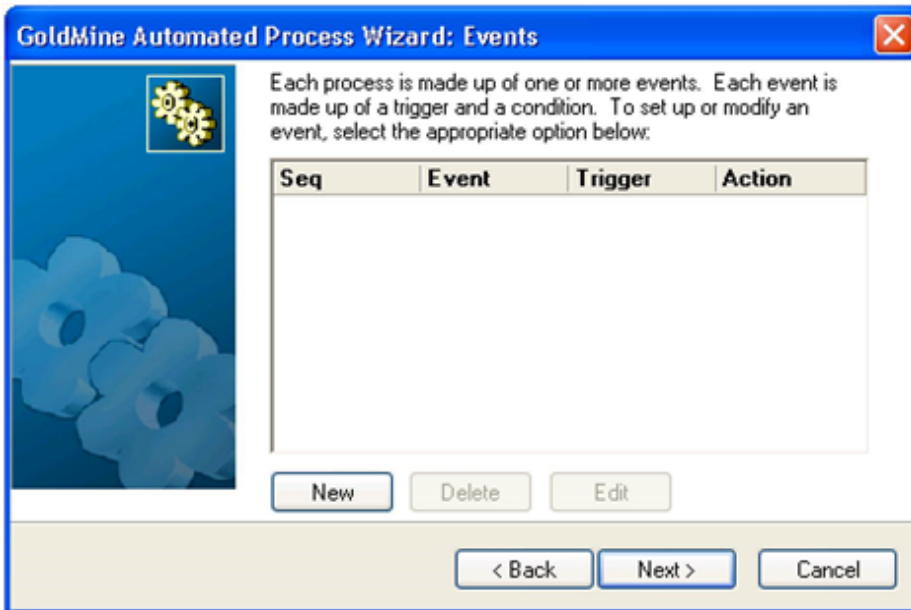 GoldMine Automated Process Wizard: Events
Each process is made up of one or more events. Each event is
made up of a trigger and a condition. To set up or modify an
event, select the appropriate option below:
Seq Event Trigger Action
New Delete Edit
< Back Next > Cancel